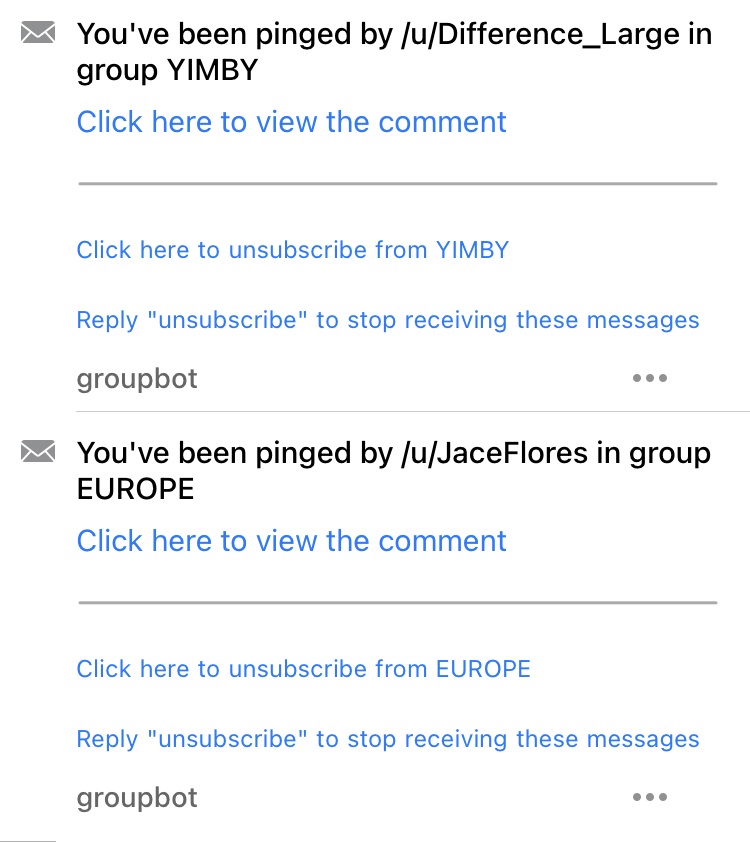 You've been pinged by /u/Difference_Large in
group YIMBY
Click here to view the comment
Click here to unsubscribe from YIMBY
Reply "unsubscribe" to stop receiving these messages
groupbot
You've been pinged by /u/JaceFlores in group
EUROPE
Click here to view the comment
Click here to unsubscribe from EUROPE
Reply "unsubscribe" to stop receiving these messages
groupbot